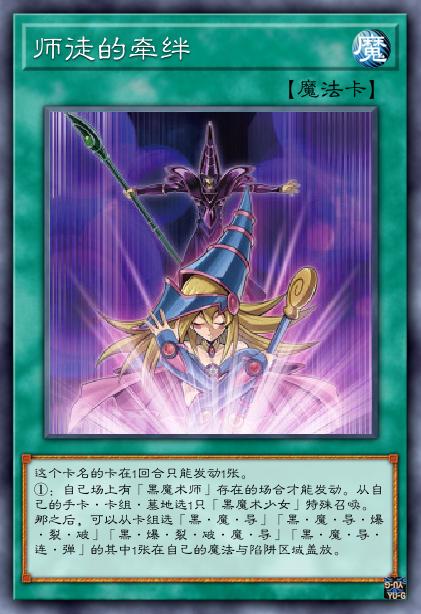 师徒的牵绊
魔
【魔法卡】
这个卡名的卡在1回合只能发动1张。
①：自己场上有「黑魔术师」存在的场合才能发动。从自
己的手卡·卡组·墓地选1只「黑魔术少女」特殊召唤。
那之后，可以从卡组选「黑·魔·导」「黑·魔·导·爆
·裂·破」「黑·爆·裂·破·魔·导」「黑·魔·导·
连·弹」的其中1张在自己的魔法与陷阱区域盖放。
YU-G